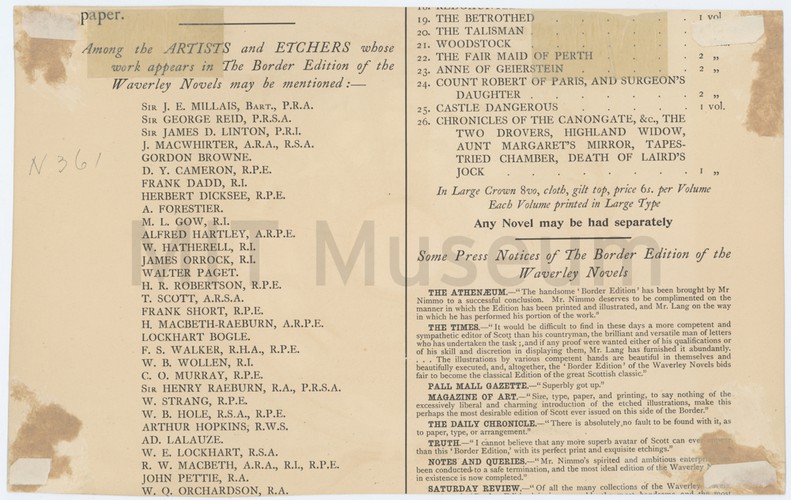 paper.
Among the ARTISTS and ETCHERS whose
work appears in The Border Edition of the
Waverley Novels may be mentioned:—
SIR J. E. MILLAIS, BART., P.R.A.
SIR GEORGE REID, P.R.S.A.
SIR JAMES D. LINTON, P.R.I.
J. MACWHIRTER, A.R.A., R.S.A.
GORDON BROWNE.
D. Y. CAMERON, R.P.E.
FRANK DADD, R.I.
HERBERT DICKSEE, R.P.E.
A. FORESTIER.
M. L. GOW, R.I.
ALFRED HARTLEY, A.R.P.E.
W. HATHERELL, R.I.
JAMES ORROCK, R.I.
WALTER PAGET.
H. R. ROBERTSON, R.P.E.
T. SCOTT, A.R.S.A.
FRANK SHORT, R.P.E.
H. MACBETH-RAEBURN, A.R.P.E.
LOCKHART BOGLE.
F. S. WALKER, R.H.A., R.P.E.
W. B. WOLLEN, R.I.
C. O. MURRAY, R.P.E.
SIR HENRY RAEBURN, R.A., P.R.S.A.
W. STRANG, R.P.E.
W. B. HOLE, R.S.A., R.P.E.
ARTHUR HOPKINS, R.W.S.
AD. LALAUZE.
W. E. LOCKHART, R.S.A.
R. W. MACBETH, A.R.A., R.I., R.P.E.
JOHN PETTIE, R.A.
W. Q. ORCHARDSON, R.A.
N 361
19. THE BETROTHED . . . . . 1 vol.
20. THE TALISMAN . . . . .
21. WOODSTOCK . . . . .
22. THE FAIR MAID OF PERTH . . . 2 „
23. ANNE OF GEIERSTEIN . . . . 2 „
24. COUNT ROBERT OF PARIS, AND SURGEON'S
DAUGHTER . . . . . . 2 „
25. CASTLE DANGEROUS . . . . 1 vol.
26. CHRONICLES OF THE CANONGATE, &c., THE
TWO DROVERS, HIGHLAND WIDOW,
AUNT MARGARET'S MIRROR, TAPES-
TRIED CHAMBER, DEATH OF LAIRD'S
JOCK . . . . . . . 1 „
In Large Crown 8vo, cloth, gilt top, price 6s. per Volume
Each Volume printed in Large Type
Any Novel may be had separately
Some Press Notices of The Border Edition of the
Waverley Novels
THE ATHENÆUM.—"The handsome 'Border Edition' has been brought by Mr
Nimmo to a successful conclusion. Mr. Nimmo deserves to be complimented on the
manner in which the Edition has been printed and illustrated, and Mr. Lang on the way
in which he has performed his portion of the work."
THE TIMES.—"It would be difficult to find in these days a more competent and
sympathetic editor of Scott than his countryman, the brilliant and versatile man of letters
who has undertaken the task; and if any proof were wanted either of his qualifications or
of his skill and discretion in displaying them, Mr. Lang has furnished it abundantly.
. . . . The illustrations by various competent hands are beautiful in themselves and
beautifully executed, and, altogether, the 'Border Edition' of the Waverley Novels bids
fair to become the classical Edition of the great Scottish classic."
PALL MALL GAZETTE.—"Superbly got up."
MAGAZINE OF ART.—"Size, type, paper, and printing, to say nothing of the
excessively liberal and charming introduction of the etched illustrations, make this
perhaps the most desirable edition of Scott ever issued on this side of the Border."
THE DAILY CHRONICLE.—"There is absolutely no fault to be found with it, as
to paper, type, or arrangement."
TRUTH.—"I cannot believe that any more superb avatar of Scott can ever
than this 'Border Edition,' with its perfect print and exquisite etchings."
NOTES AND QUERIES.—"Mr. Nimmo's spirited and ambitious
been conducted to a safe termination, and the most ideal edition of the Waverley
in existence is now completed."
SATURDAY REVIEW.—"Of all the many collections of the Waverley
MIT Museum